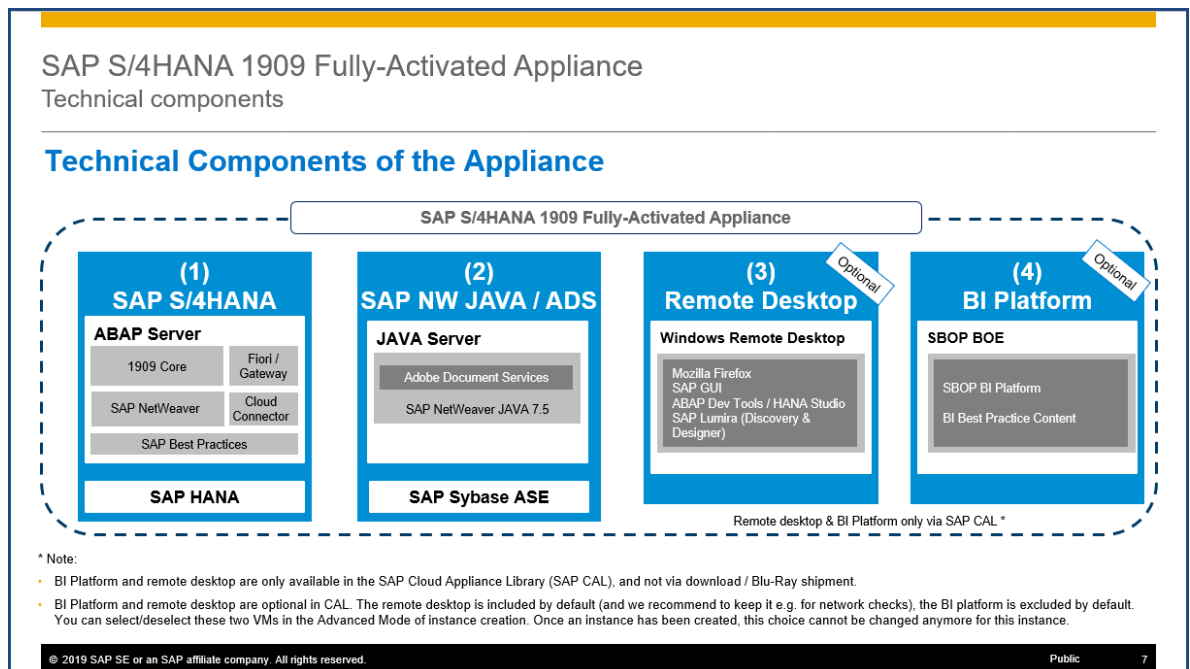 SAP S/4HANA 1909 Fully-Activated Appliance
Technical components
Technical Components of the Appliance
SAP S/4HANA 1909 Fully-Activated Appliance
(1)
SAP S/4HANA
ABAP Server
1909 Core
Fiori /
Gateway
SAP NetWeaver
Cloud
Connector
SAP Best Practices
SAP HANA
(2)
SAP NW JAVA / ADS
JAVA Server
Adobe Document Services
SAP NetWeaver JAVA 7.5
SAP Sybase ASE
Optional
(3)
Remote Desktop
Windows Remote Desktop
Mozilla Firefox
SAP GUI
ABAP Dev Tools / HANA Studio
SAP Lumira (Discovery &
Designer)
Optional
(4)
BI Platform
SBOP BOE
SBOP BI Platform
BI Best Practice Content
Remote desktop & BI Platform only via SAP CAL *
* Note:
• BI Platform and remote desktop are only available in the SAP Cloud Appliance Library (SAP CAL), and not via download / Blu-Ray shipment.
• BI Platform and remote desktop are optional in CAL. The remote desktop is included by default (and we recommend to keep it e.g. for network checks), the BI platform is excluded by default.
You can select/deselect these two VMs in the Advanced Mode of instance creation. Once an instance has been created, this choice cannot be changed anymore for this instance.
© 2019 SAP SE or an SAP affiliate company. All rights reserved.
Public
7